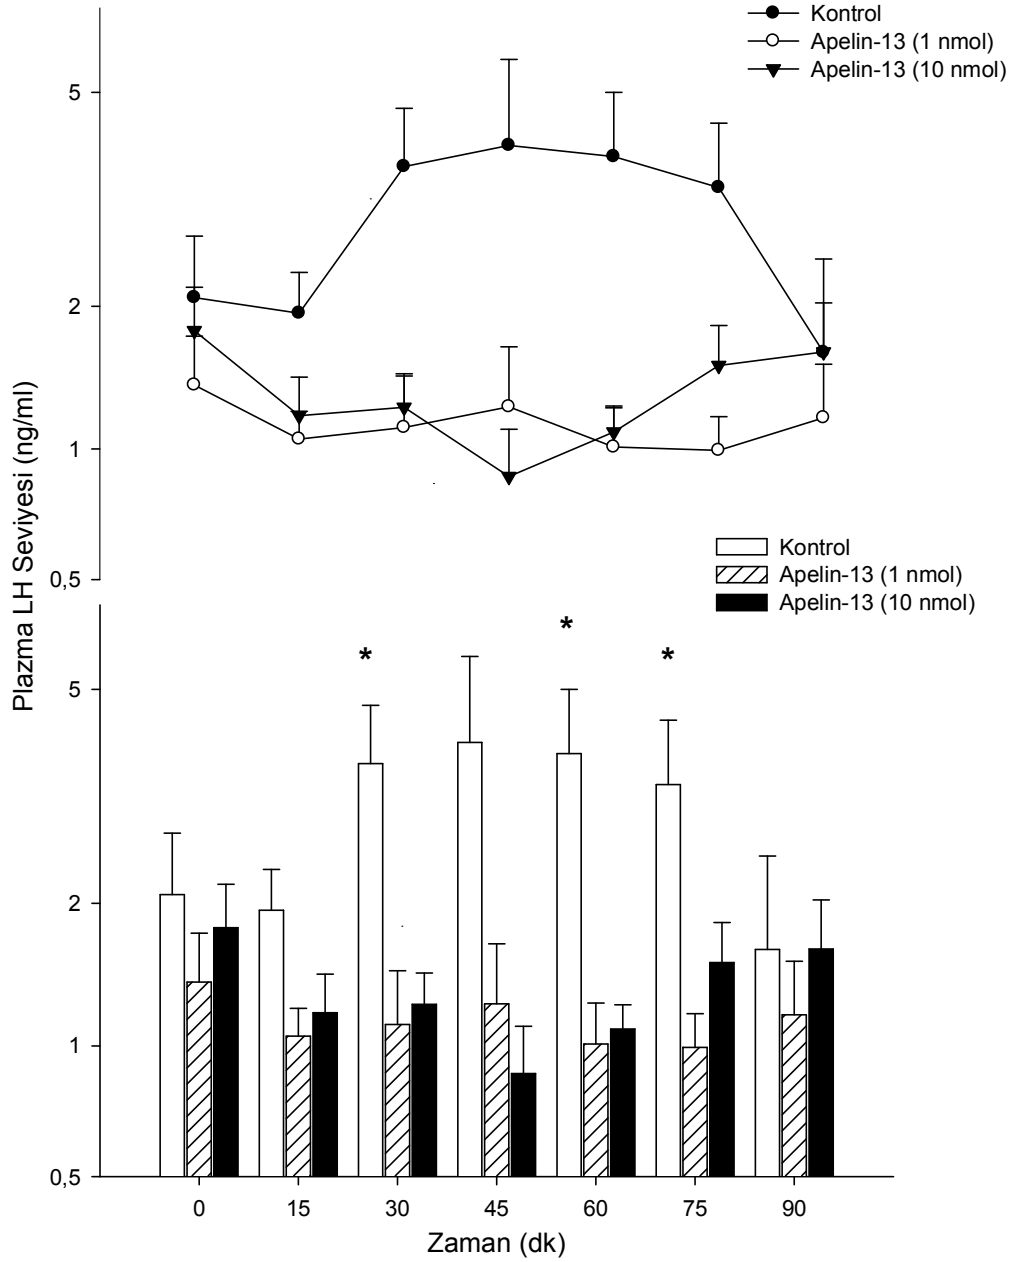 Kontrol
Apelin-13 (1 nmol)
Apelin-13 (10 nmol)
5
2
1
0,5
Plazma LH Seviyesi (ng/ml)
Kontrol
Apelin-13 (1 nmol)
Apelin-13 (10 nmol)
* * *
5
2
1
0,5
0 15 30 45 60 75 90
Zaman (dk)